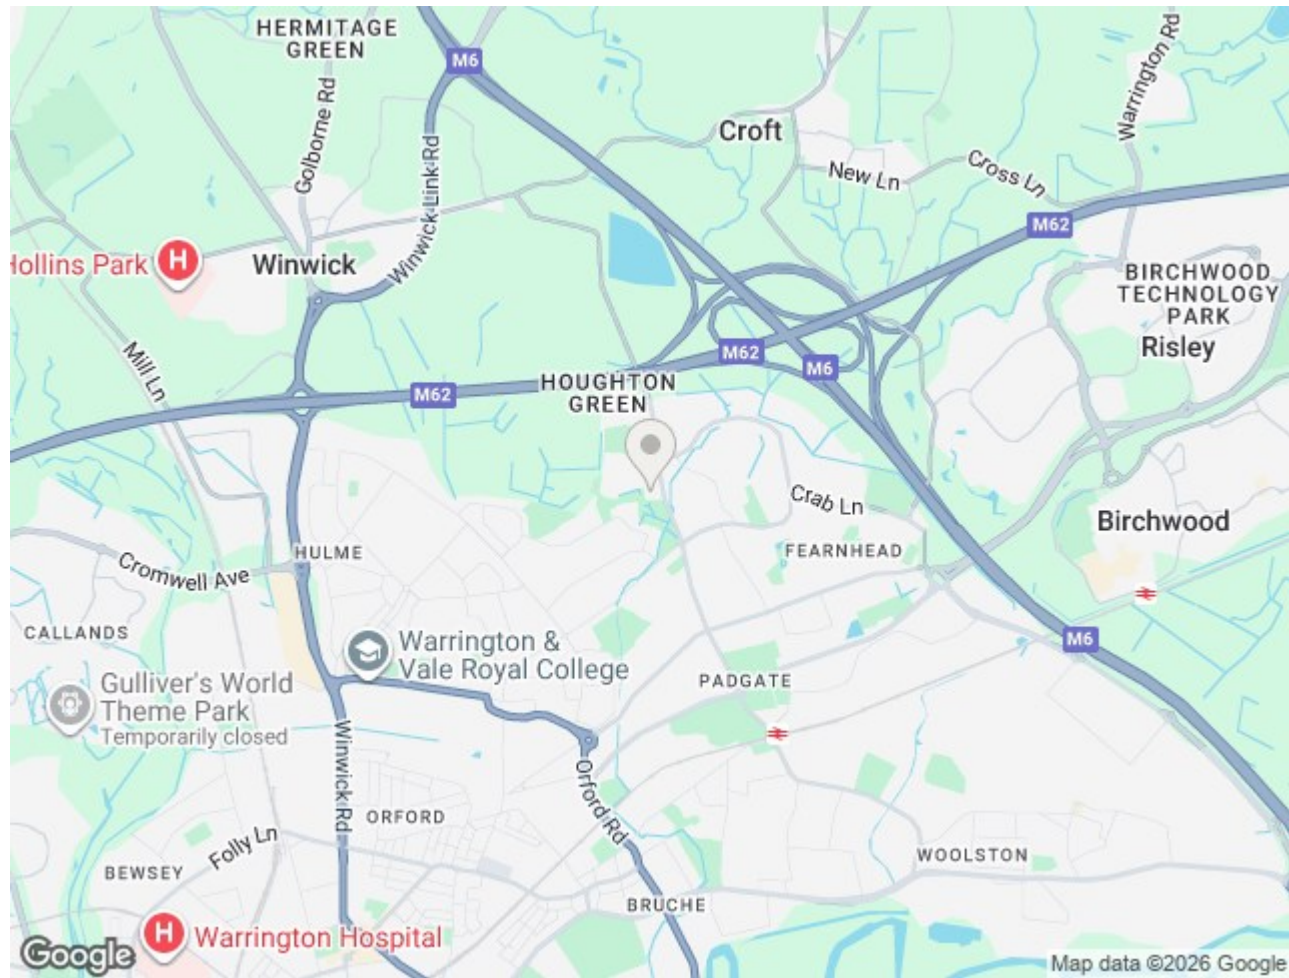 HERMITAGE
GREEN
M6
Golborne Rd
Winwick Link Rd
Croft
New Ln
Cross Ln
Warrington Rd
M62
Hollins Park
H
Winwick
BIRCHWOOD
TECHNOLOGY
PARK
Risley
Mill Ln
M62
M6
M62
HOUGHTON
GREEN
Crab Ln
Birchwood
FEARNHEAD
HULME
Cromwell Ave
CALLANDS
Warrington &
Vale Royal College
M6
Gulliver's World
Theme Park
Temporarily closed
PADGATE
Winwick Rd
Orford Rd
ORFORD
Folly Ln
BEWSEY
WOOLSTON
BRUCHE
H
Warrington Hospital
Google
Map data ©2026 Google